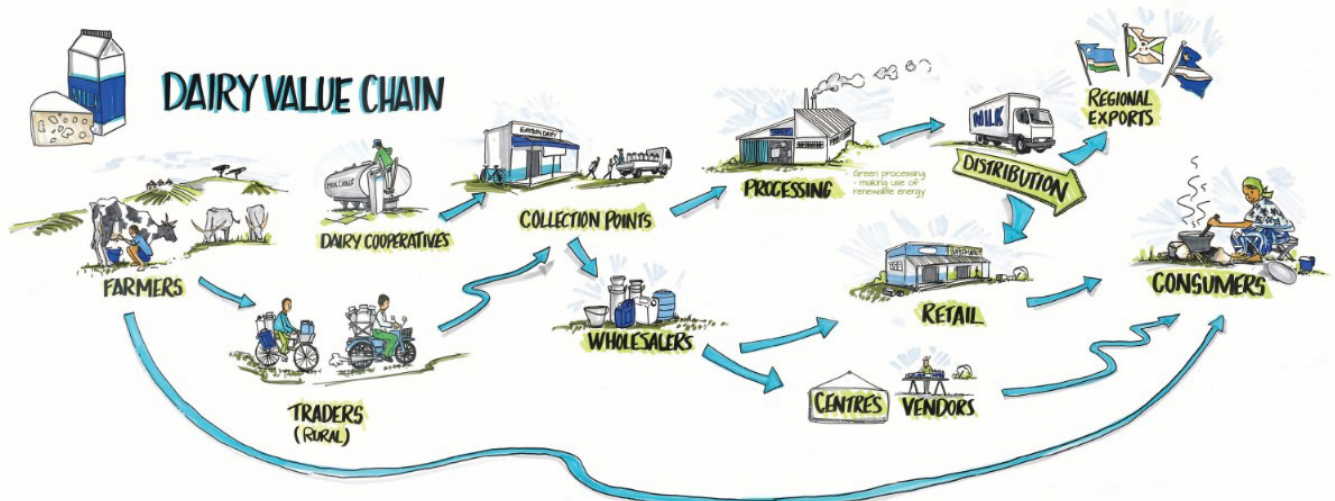 DAIRY VALUE CHAIN
MILK
FARMERS
TRADERS
(RURAL)
DAIRY COOPERATIVES
COLLECTION POINTS
WHOLESALERS
PROCESSING
Green processing
- making use of
renewable energy
MILK
DISTRIBUTION
REGIONAL
EXPORTS
RETAIL
CENTRES
VENDORS
CONSUMERS